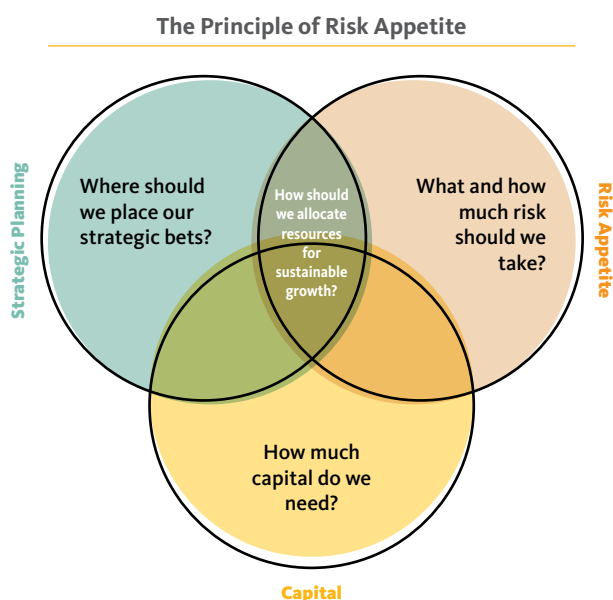 The Principle of Risk Appetite
Strategic Planning
Where should
we place our
strategic bets?
How should
we allocate
resources
for
sustainable
growth?
What and how
much risk
should we
take?
Risk Appetite
How much
capital do we
need?
Capital